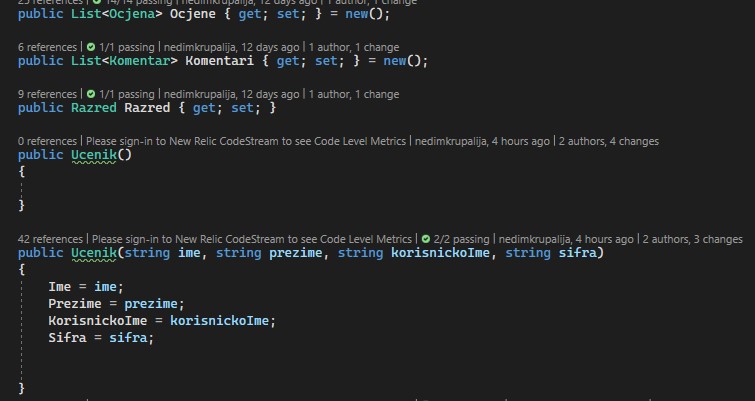 25 references | 14/14 passing | nedimkrupalija, 12 days ago | 1 author, 1 change
public List<Ocjena> Ocjene { get; set; } = new();
6 references | 1/1 passing | nedimkrupalija, 12 days ago | 1 author, 1 change
public List<Komentar> Komentari { get; set; } = new();
9 references | 1/1 passing | nedimkrupalija, 12 days ago | 1 author, 1 change
public Razred Razred { get; set; }
0 references | Please sign-in to New Relic CodeStream to see Code Level Metrics | nedimkrupalija, 4 hours ago | 2 authors, 4 changes
public Ucenik()
{
}
42 references | Please sign-in to New Relic CodeStream to see Code Level Metrics | 2/2 passing | nedimkrupalija, 4 hours ago | 2 authors, 3 changes
public Ucenik(string ime, string prezime, string korisnickoIme, string sifra)
{
Ime = ime;
Prezime = prezime;
KorisnickoIme = korisnickoIme;
Sifra = sifra;
}